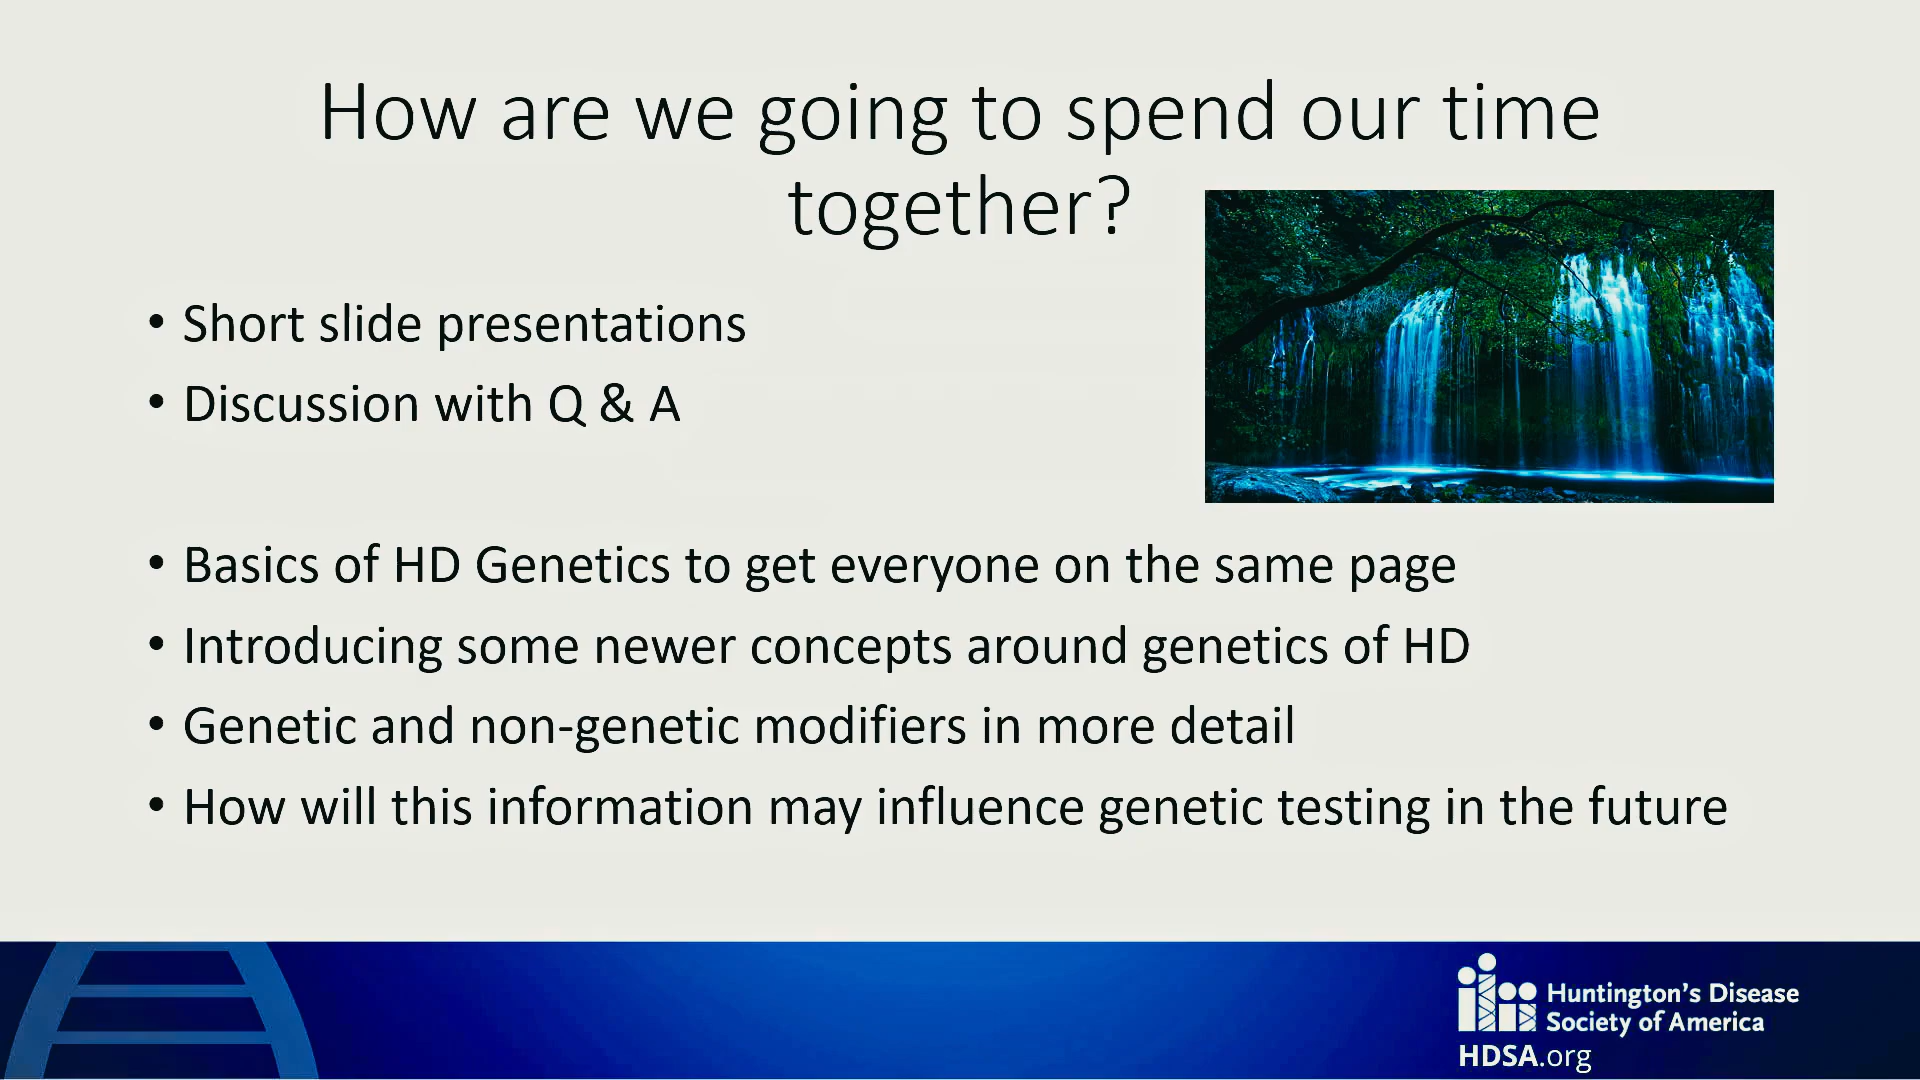 How are we going to spend our time
together?
• Short slide presentations
• Discussion with Q & A
• Basics of HD Genetics to get everyone on the same page
• Introducing some newer concepts around genetics of HD
• Genetic and non-genetic modifiers in more detail
• How will this information may influence genetic testing in the future
Huntington's Disease
Society of America
HDSA.org